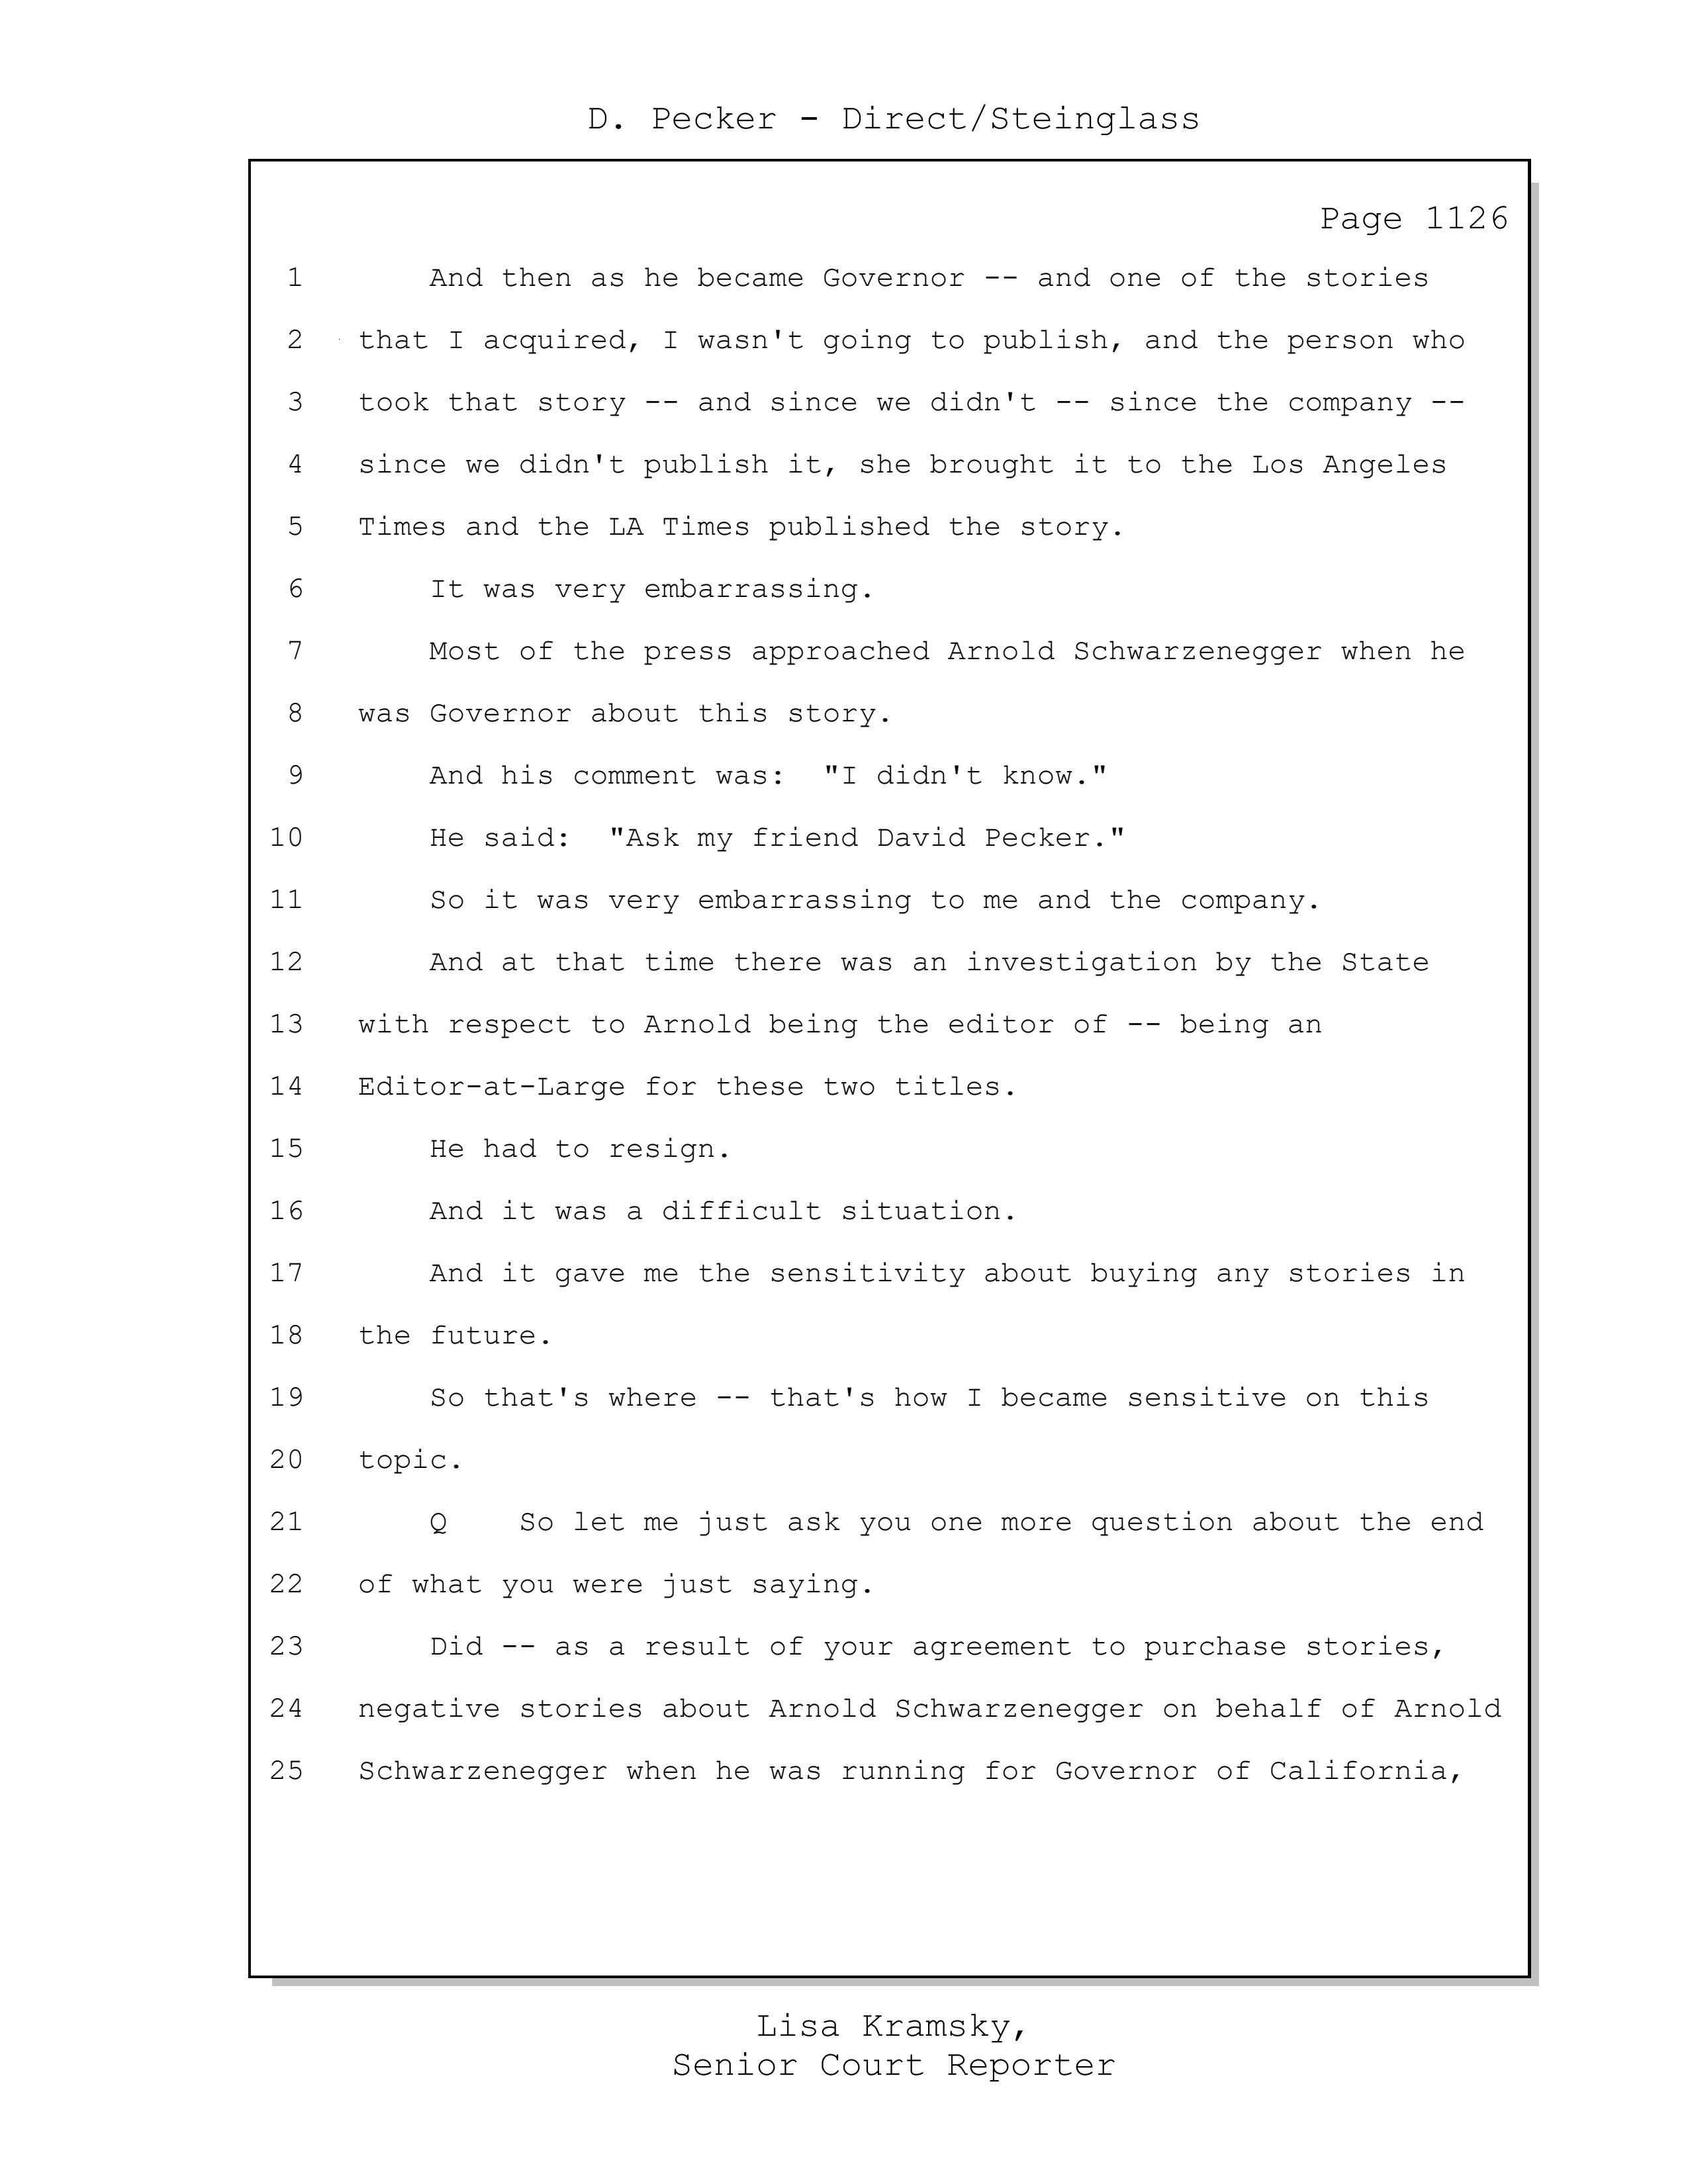 D. Pecker - Direct/Steinglass
Page 1126
1 And then as he became Governor -- and one of the stories
2 that I acquired, I wasn't going to publish, and the person who
3 took that story -- and since we didn't -- since the company --
4 since we didn't publish it, she brought it to the Los Angeles
5 Times and the LA Times published the story.
6 It was very embarrassing.
7 Most of the press approached Arnold Schwarzenegger when he
8 was Governor about this story.
9 And his comment was:  "I didn't know."
10 He said:  "Ask my friend David Pecker."
11 So it was very embarrassing to me and the company.
12 And at that time there was an investigation by the State
13 with respect to Arnold being the editor of -- being an
14 Editor-at-Large for these two titles.
15 He had to resign.
16 And it was a difficult situation.
17 And it gave me the sensitivity about buying any stories in
18 the future.
19 So that's where -- that's how I became sensitive on this
20 topic.
21 Q    So let me just ask you one more question about the end
22 of what you were just saying.
23 Did -- as a result of your agreement to purchase stories,
24 negative stories about Arnold Schwarzenegger on behalf of Arnold
25 Schwarzenegger when he was running for Governor of California,
Lisa Kramsky,
Senior Court Reporter